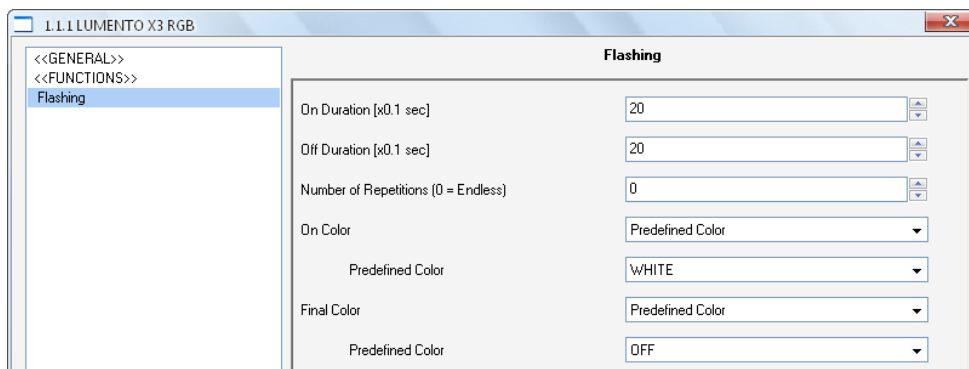 1.1.1 LUMENTO X3 RGB
<<GENERAL>>
<<FUNCTIONS>>
Flashing
Flashing
On Duration [x0.1 sec] 20
Off Duration [x0.1 sec] 20
Number of Repetitions (0 = Endless) 0
On Color Predefined Color
Predefined Color WHITE
Final Color Predefined Color
Predefined Color OFF